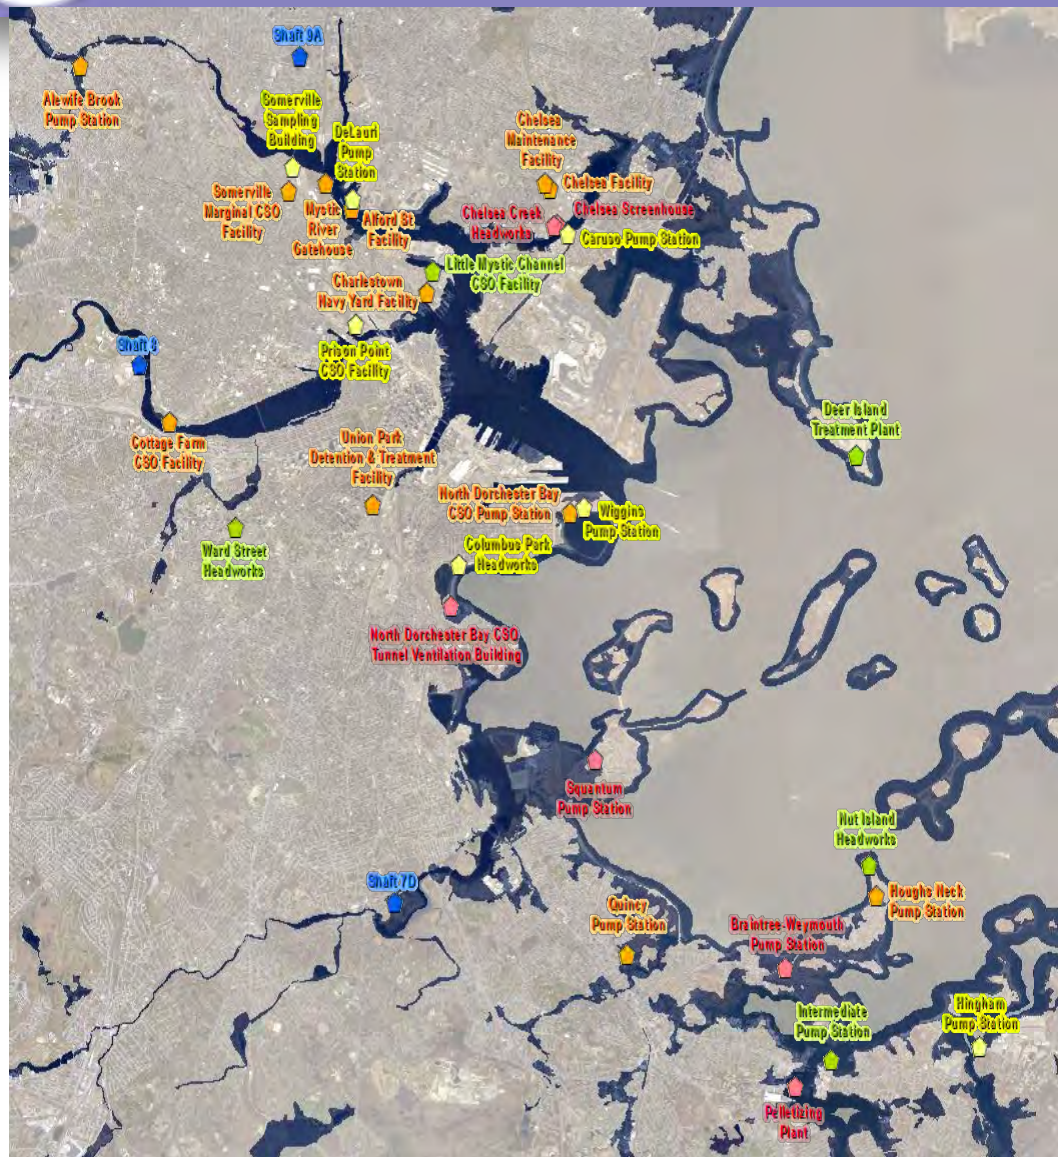 Shaft 9A
Alewife Brook
Pump Station
Somerville
Sampling
Building
DeLauri
Pump
Station
Chelsea
Maintenance
Facility
Chelsea Facility
Somerville
Marginal CSO
Facility
Mystic
River
Gatehouse
Alford St
Facility
Chelsea Creek
Headworks
Chelsea Screenhouse
Caruso Pump Station
Little Mystic Channel
CSO Facility
Charlestown
Navy Yard Facility
Shaft 8
Prison Point
CSO Facility
Deer Island
Treatment Plant
Cottage Farm
CSO Facility
Union Park
Detention & Treatment
Facility
North Dorchester Bay
CSO Pump Station
Wiggins
Pump Station
Ward Street
Headworks
Columbus Park
Headworks
North Dorchester Bay CSO
Tunnel Ventilation Building
Squantum
Pump Station
Nut Island
Headworks
Shaft 7D
Houghs Neck
Pump Station
Quincy
Pump Station
Braintree-Weymouth
Pump Station
Intermediate
Pump Station
Hingham
Pump Station
Pelletizing
Plant